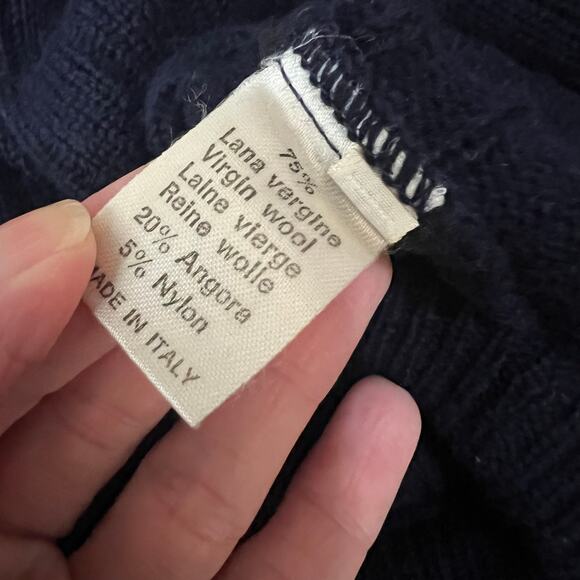 75%
Lana vergine
Virgin wool
Laine vierge
Reine wolle
20% Angora
5% Nylon
MADE IN ITALY